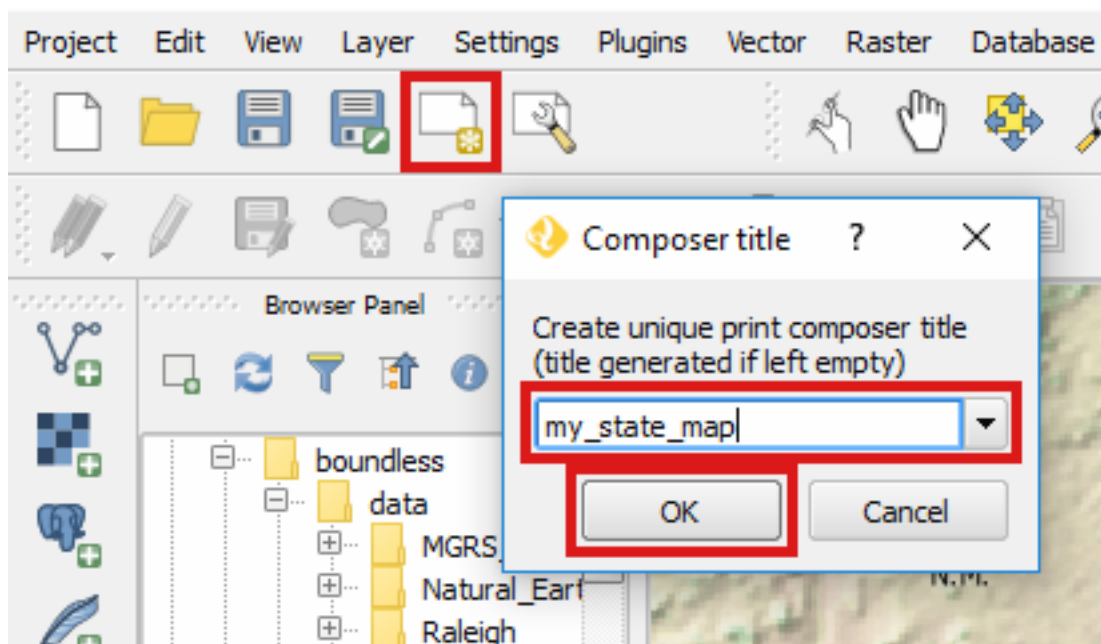 Project Edit View Layer Settings Plugins Vector Raster Database
Composer title ?
Browser Panel
Create unique print composer title
(title generated if left empty)
my_state_map
OK Cancel
boundless
data
MGRS_
Natural_Eart
Raleigh
N.M.